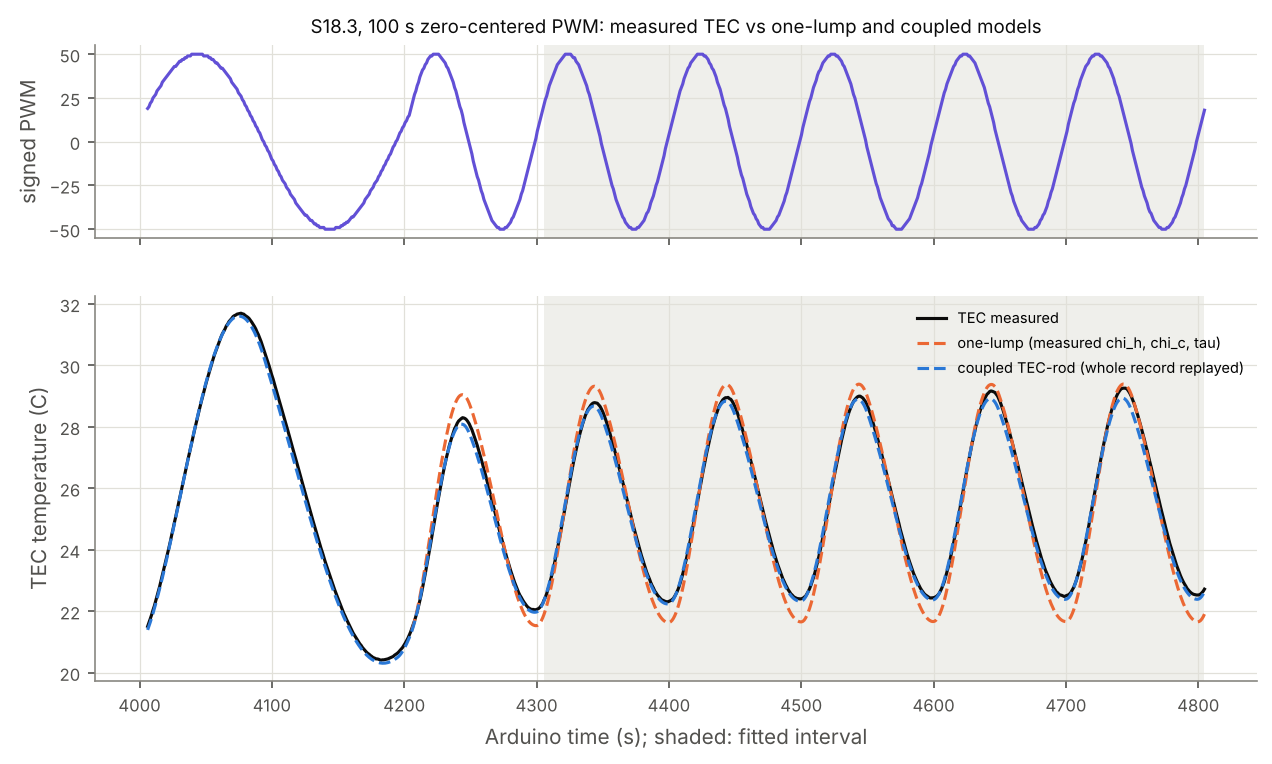 S18.3, 100 s zero-centered PWM: measured TEC vs one-lump and coupled models
signed PWM
50
25
0
−25
−50
TEC temperature (C)
32
30
28
26
24
22
20
TEC measured
one-lump (measured chi_h, chi_c, tau)
coupled TEC-rod (whole record replayed)
4000 4100 4200 4300 4400 4500 4600 4700 4800
Arduino time (s); shaded: fitted interval